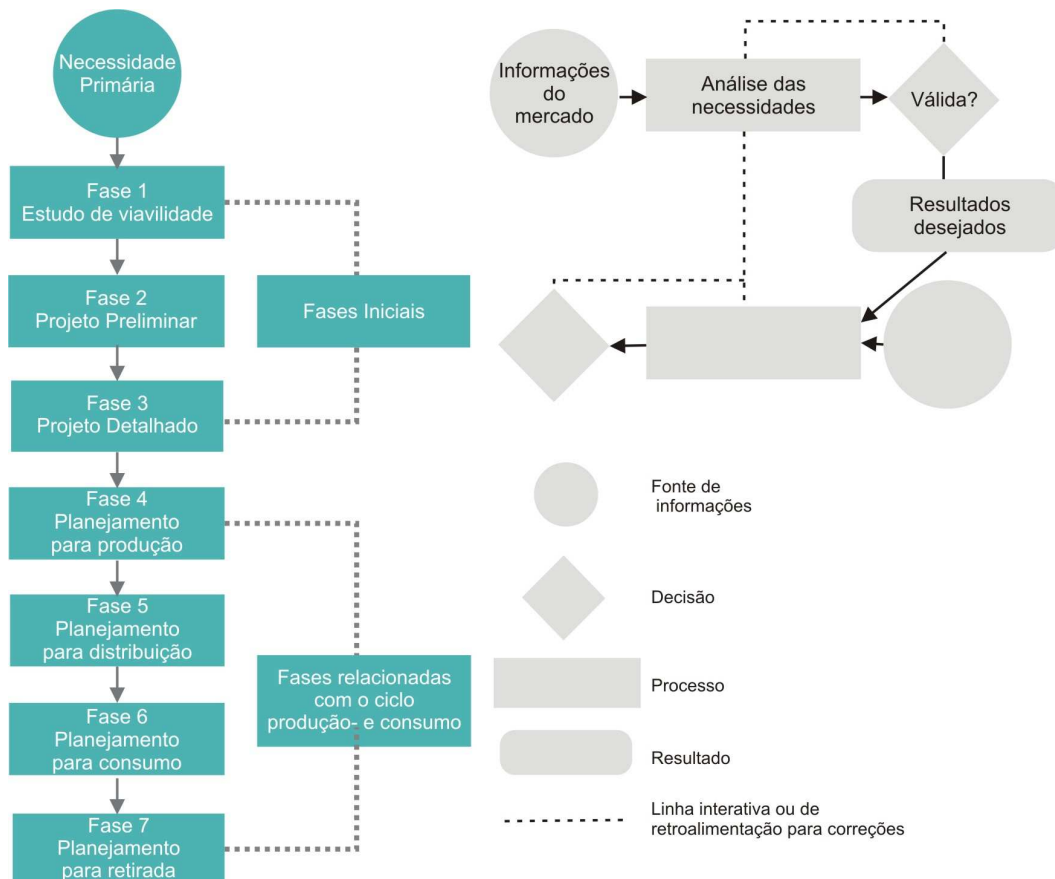 Necessidade
Primária
Fase 1
Estudo de viavilidade
Fase 2
Projeto Preliminar
Fases Iniciais
Fase 3
Projeto Detalhado
Fase 4
Planejamento
para produção
Fase 5
Planejamento
para distribuição
Fases relacionadas
com o ciclo
produção- e consumo
Fase 6
Planejamento
para consumo
Fase 7
Planejamento
para retirada
Informações
do
mercado
Análise das
necessidades
Válida?
Resultados
desejados
Fonte de
informações
Decisão
Processo
Resultado
Linha interativa ou de
retroalimentação para correções